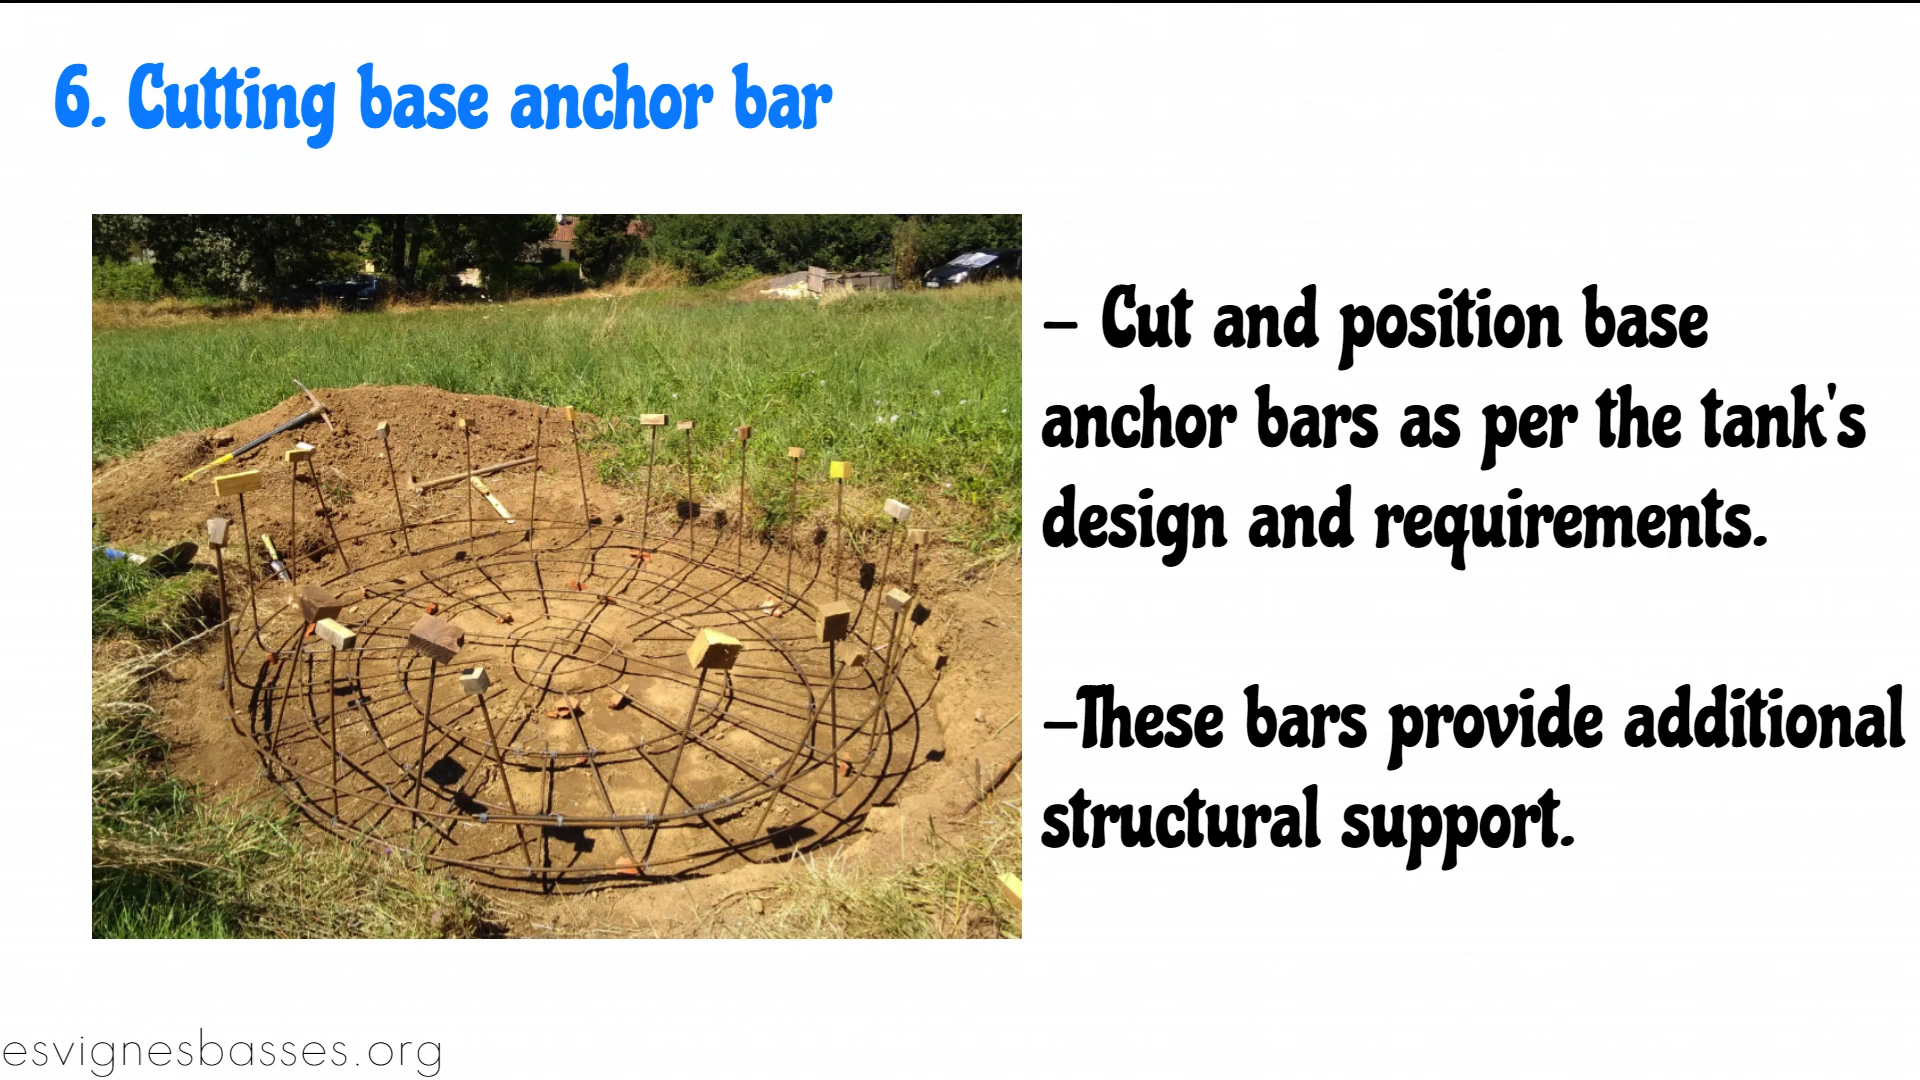 6. Cutting base anchor bar
- Cut and position base
anchor bars as per the tank's
design and requirements.
-These bars provide additional
structural support.
esvignesbasses.org